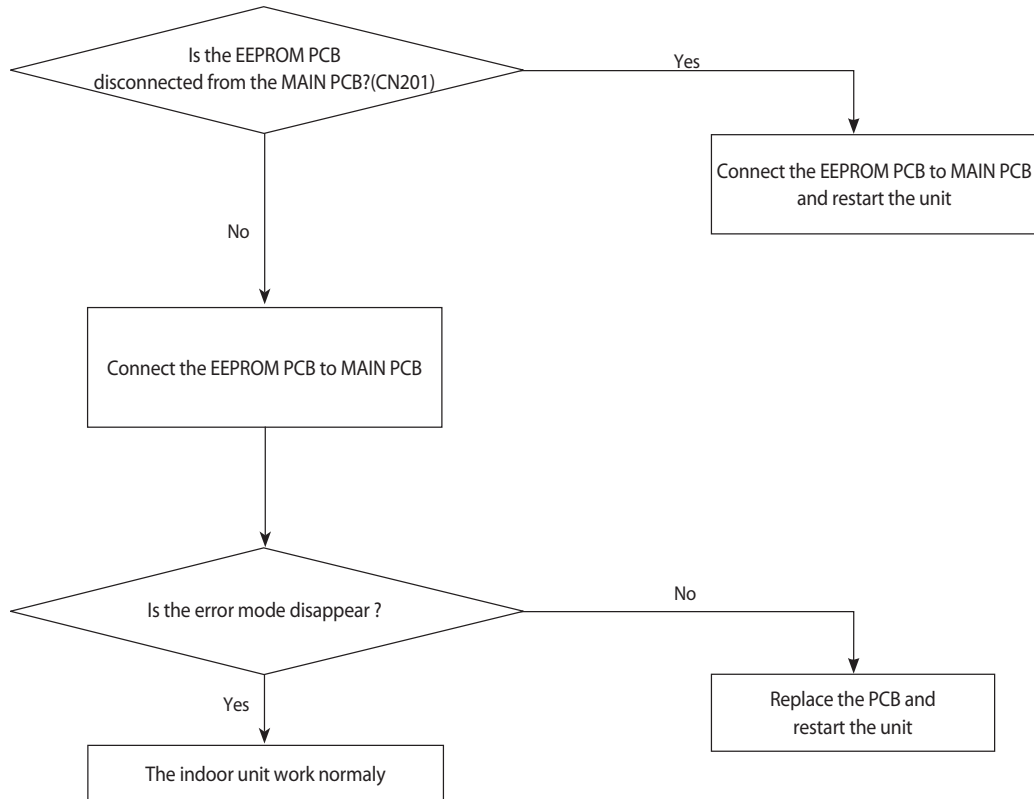 Is the EEPROM PCB
disconnected from the MAIN PCB?(CN201)
Yes
Connect the EEPROM PCB to MAIN PCB
and restart the unit
No
Connect the EEPROM PCB to MAIN PCB
Is the error mode disappear ?
No
Replace the PCB and
restart the unit
Yes
The indoor unit work normaly